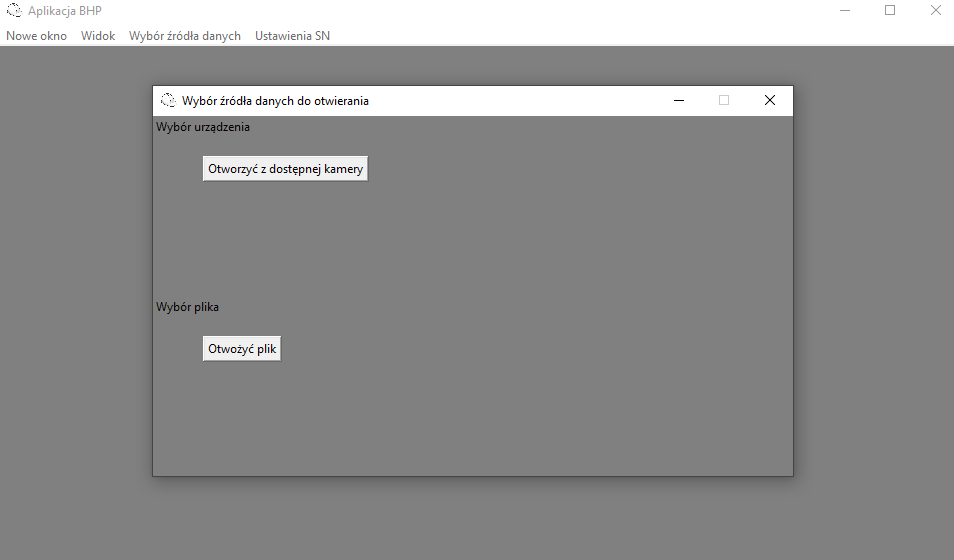 Aplikacja BHP
Nowe okno Widok Wybór źródła danych Ustawienia SN
Wybór źródła danych do otwierania
Wybór urządzenia
Otworzyć z dostępnej kamery
Wybór plika
Otwożyć plik